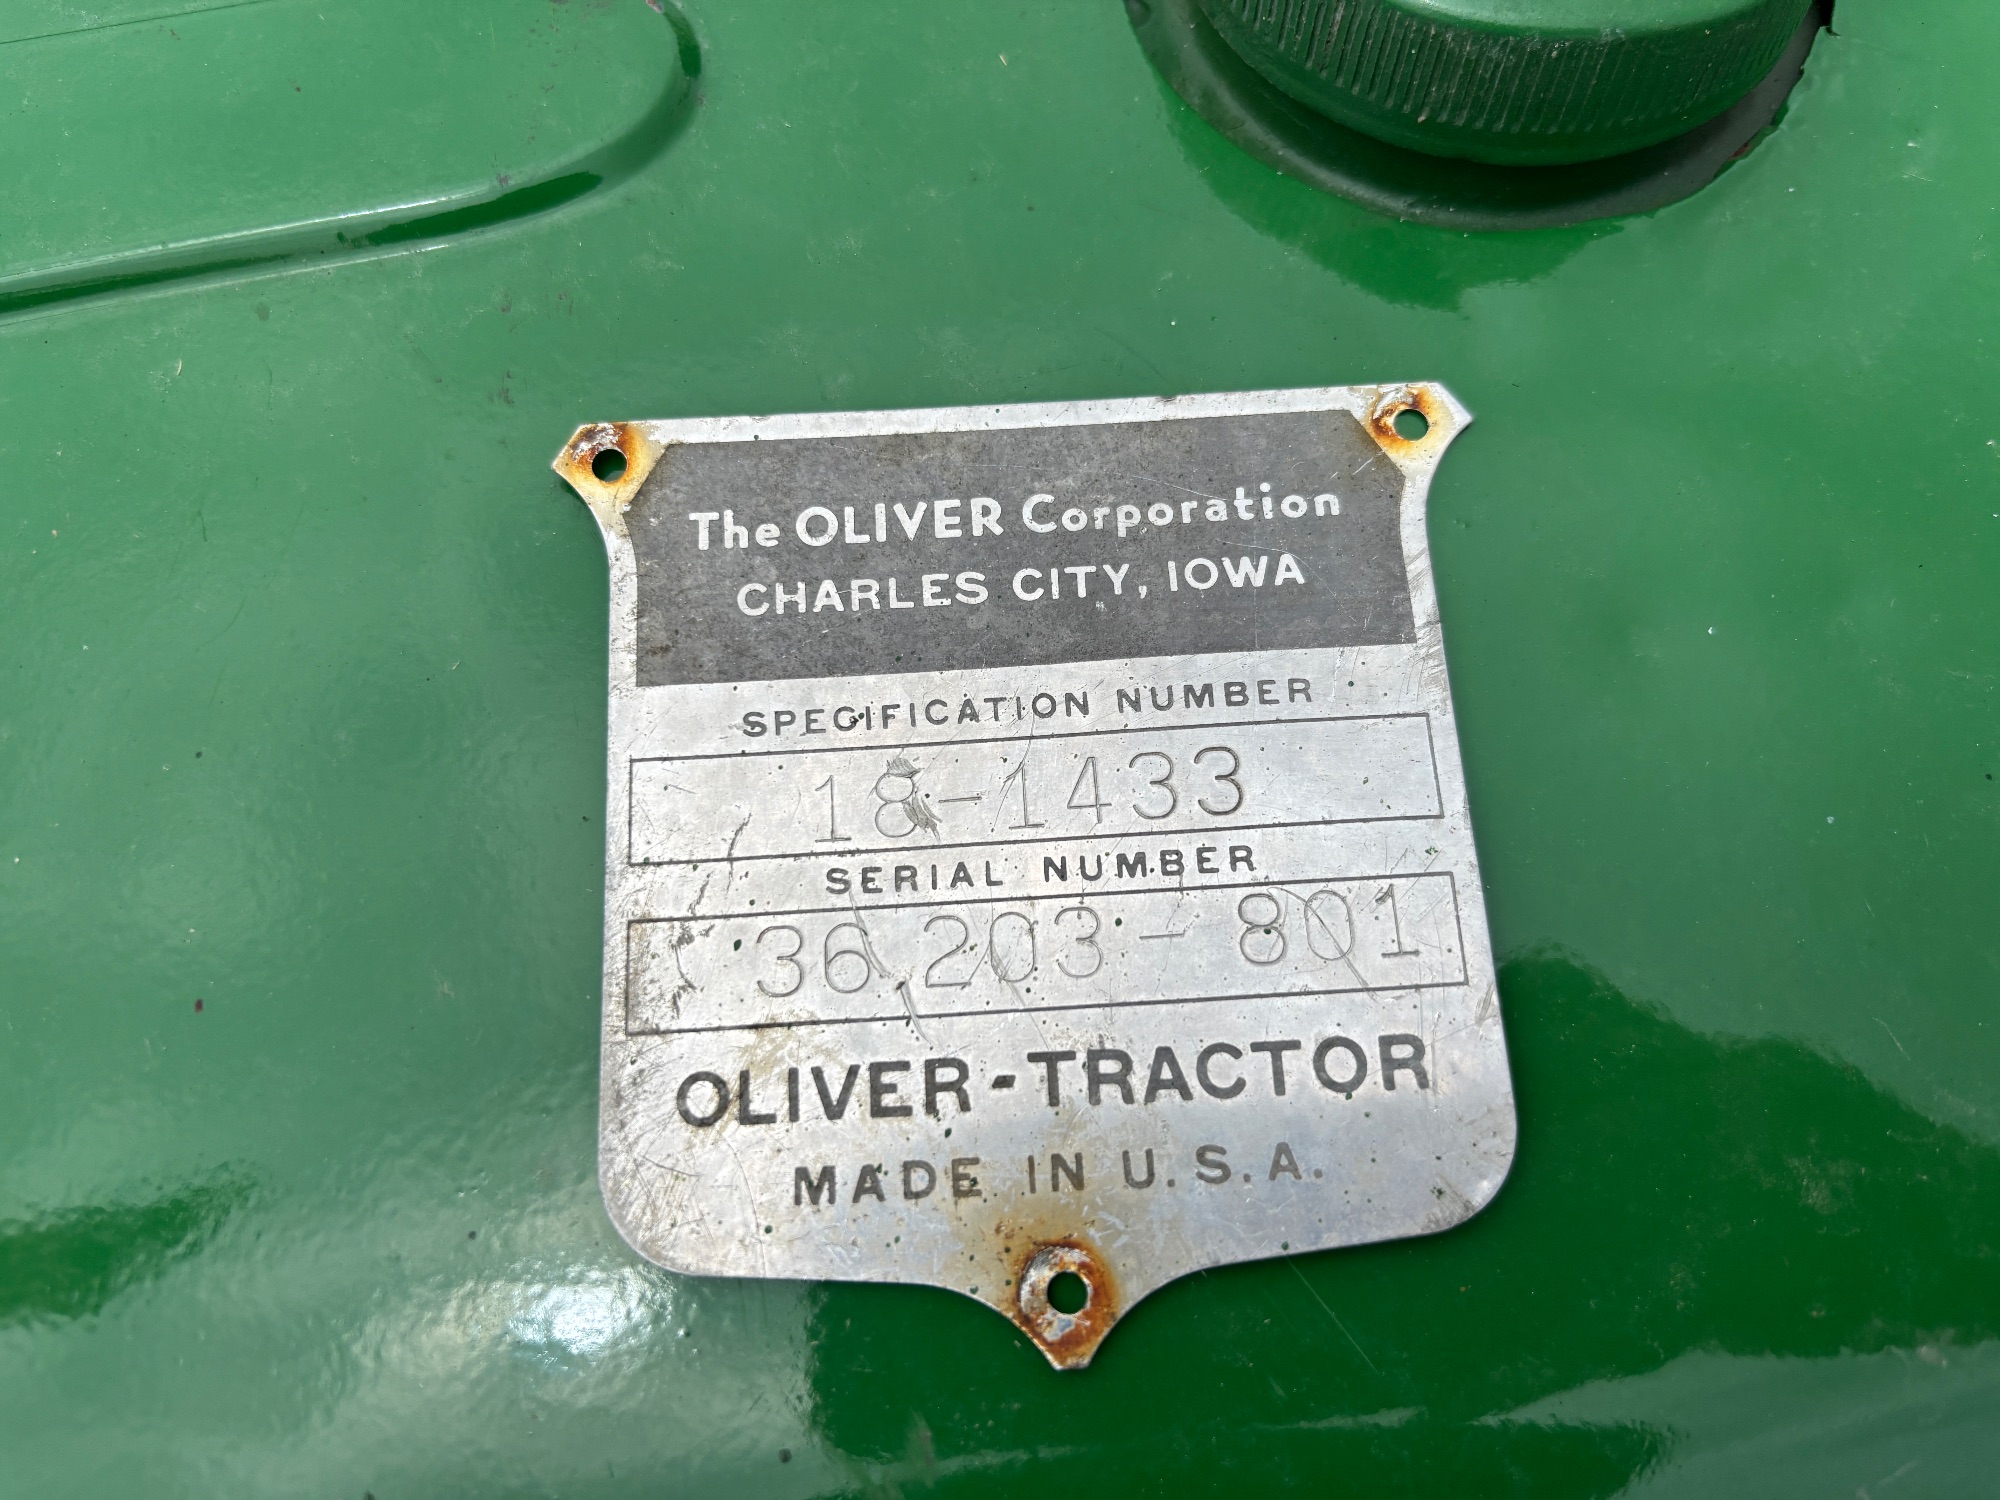 The OLIVER Corporation
CHARLES CITY, IOWA
SPECIFICATION NUMBER
18-1433
SERIAL NUMBER
36 203 - 801
OLIVER-TRACTOR
MADE IN U.S.A.